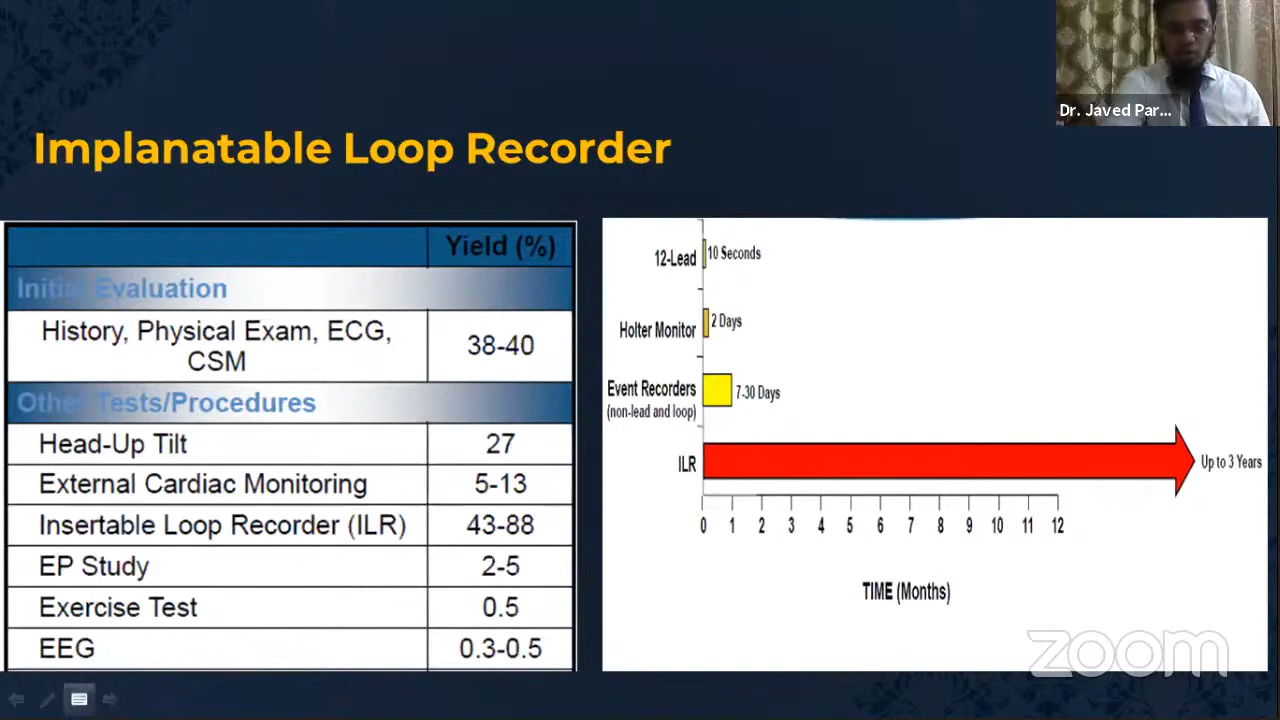 Dr. Javed Par...
Implanatable Loop Recorder
Yield (%)
Initial Evaluation
History, Physical Exam, ECG,
CSM
38-40
Other Tests/Procedures
Head-Up Tilt
27
External Cardiac Monitoring
5-13
Insertable Loop Recorder (ILR)
43-88
EP Study
2-5
Exercise Test
0.5
EEG
0.3-0.5
12-Lead
10 Seconds
Holter Monitor
2 Days
Event Recorders
(non-lead and loop)
7-30 Days
ILR
Up to 3 Years
0 1 2 3 4 5 6 7 8 9 10 11 12
TIME (Months)
zoom